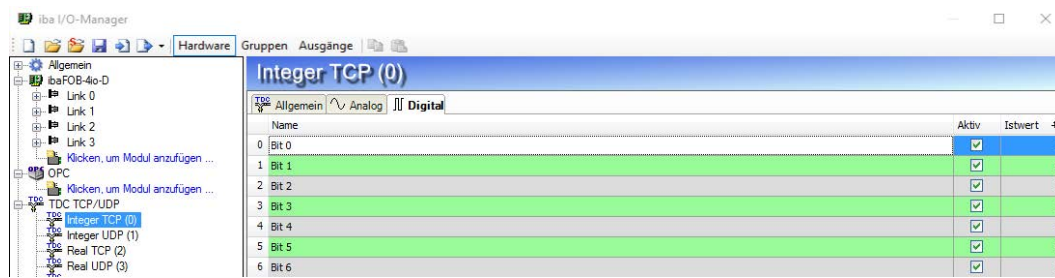 iba I/O-Manager
Hardware Gruppen Ausgänge
Allgemein
ibaFOB-4io-D
Link 0
Link 1
Link 2
Link 3
Klicken, um Modul anzufügen ...
OPC
Klicken, um Modul anzufügen ...
TDC TCP/UDP
Integer TCP (0)
Integer UDP (1)
Real TCP (2)
Real UDP (3)
Integer TCP (0)
Allgemein Analog Digital
Name Aktiv Istwert
0 Bit 0
1 Bit 1
2 Bit 2
3 Bit 3
4 Bit 4
5 Bit 5
6 Bit 6